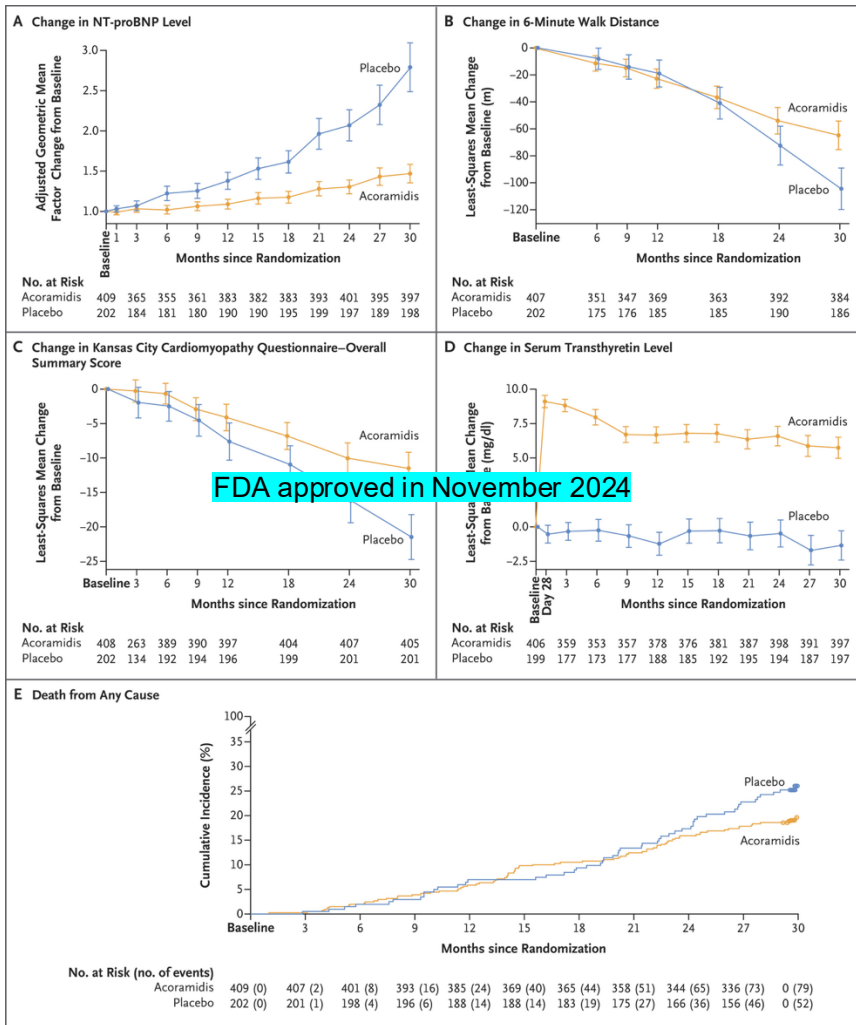 A Change in NT-proBNP Level
Adjusted Geometric Mean
Factor Change from Baseline
3.0
2.5
2.0
1.5
1.0
Placebo
Acoramidis
Baseline 1 3 6 9 12 15 18 21 24 27 30
Months since Randomization
No. at Risk
Acoramidis 409 365 355 361 383 382 383 393 401 395 397
Placebo 202 184 181 180 190 190 195 199 197 189 198
B Change in 6-Minute Walk Distance
Least-Squares Mean Change
from Baseline (m)
0
−20
−40
−60
−80
−100
−120
Acoramidis
Placebo
Baseline 6 9 12 18 24 30
Months since Randomization
No. at Risk
Acoramidis 407 351 347 369 363 392 384
Placebo 202 175 176 185 185 190 186
C Change in Kansas City Cardiomyopathy Questionnaire–Overall
Summary Score
Least-Squares Mean Change
from Baseline
0
−5
−10
−15
−20
−25
Acoramidis
Placebo
Baseline 3 6 9 12 18 24 30
Months since Randomization
No. at Risk
Acoramidis 408 263 389 390 397 404 407 405
Placebo 202 134 192 194 196 199 201 201
D Change in Serum Transthyretin Level
Least-Squares Mean Change
from Baseline (mg/dl)
10.0
7.5
5.0
0.0
−2.5
Acoramidis
Placebo
Baseline Day 28 3 6 9 12 15 18 21 24 27 30
Months since Randomization
No. at Risk
Acoramidis 406 359 353 357 378 376 381 387 398 391 397
Placebo 199 177 173 177 188 185 192 195 194 187 197
FDA approved in November 2024
E Death from Any Cause
Cumulative Incidence (%)
100
35
30
25
20
15
10
5
0
Placebo
Acoramidis
Baseline 3 6 9 12 15 18 21 24 27 30
Months since Randomization
No. at Risk (no. of events)
Acoramidis 409 (0) 407 (2) 401 (8) 393 (16) 385 (24) 369 (40) 365 (44) 358 (51) 344 (65) 336 (73) 0 (79)
Placebo 202 (0) 201 (1) 198 (4) 196 (6) 188 (14) 188 (14) 183 (19) 175 (27) 166 (36) 156 (46) 0 (52)